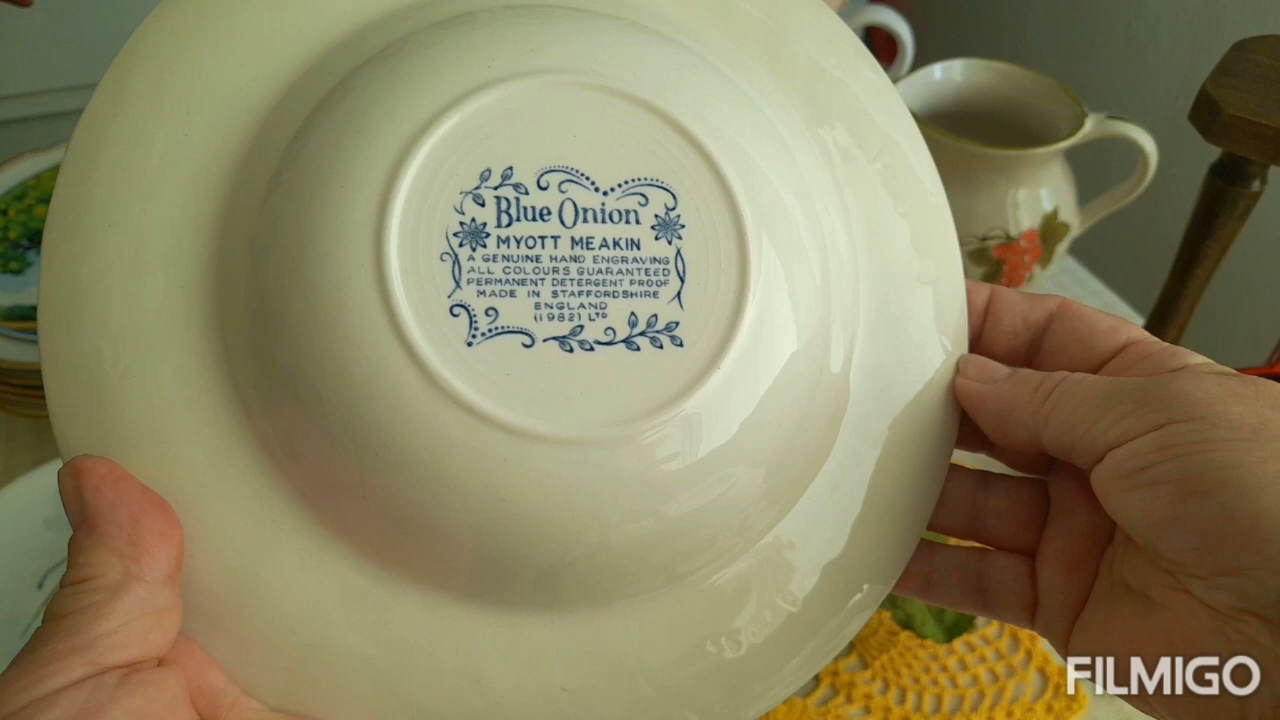 Blue Onion
MYOTT MEAKIN
A GENUINE HAND ENGRAVING
ALL COLOURS GUARANTEED
PERMANENT DETERGENT PROOF
MADE IN STAFFORDSHIRE
ENGLAND
(1982) LTD
FILMIGO